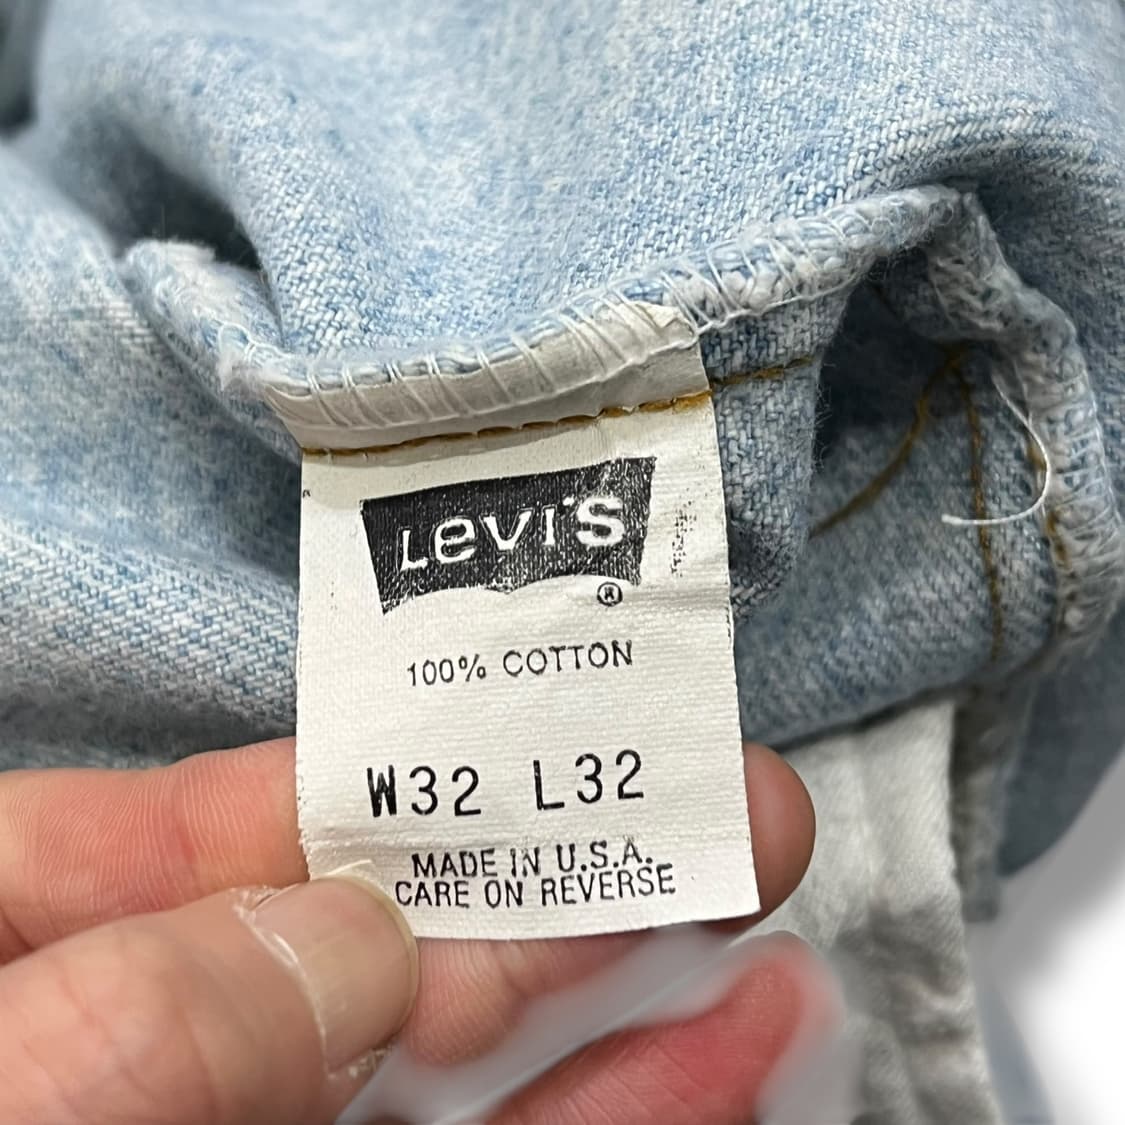 Levi's
®
100% COTTON
W32 L32
MADE IN U.S.A.
CARE ON REVERSE